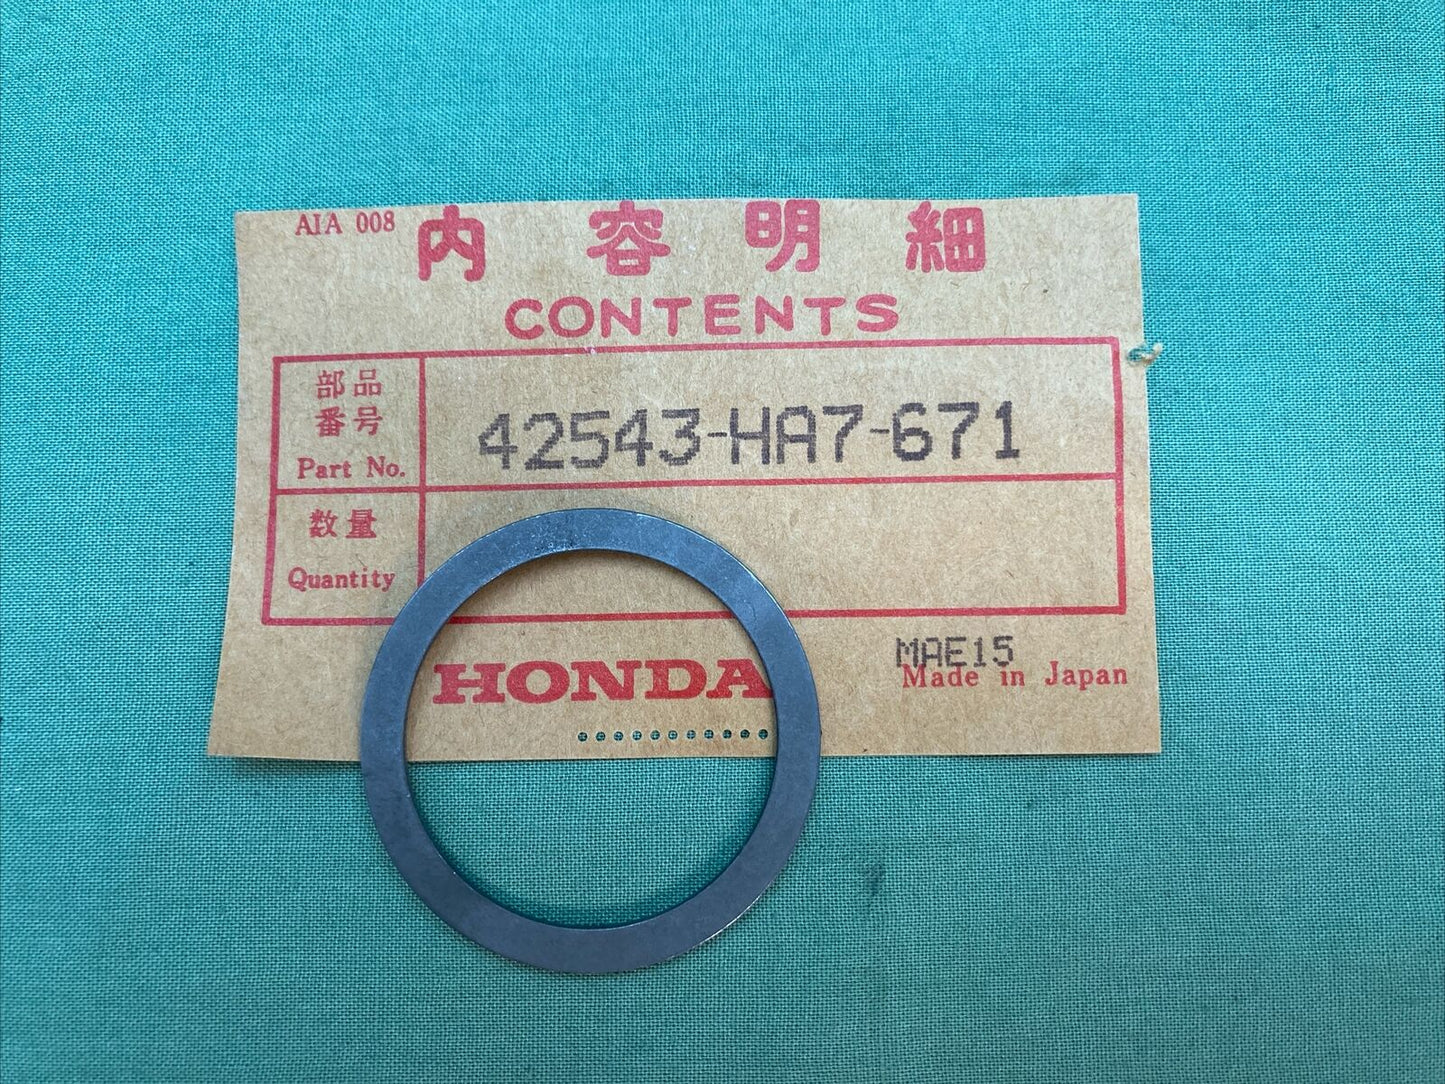 AIA 008
内容明細
CONTENTS
部品
番号
Part No.
42543-HA7-671
数量
Quantity
HONDA
MAE15
Made in Japan